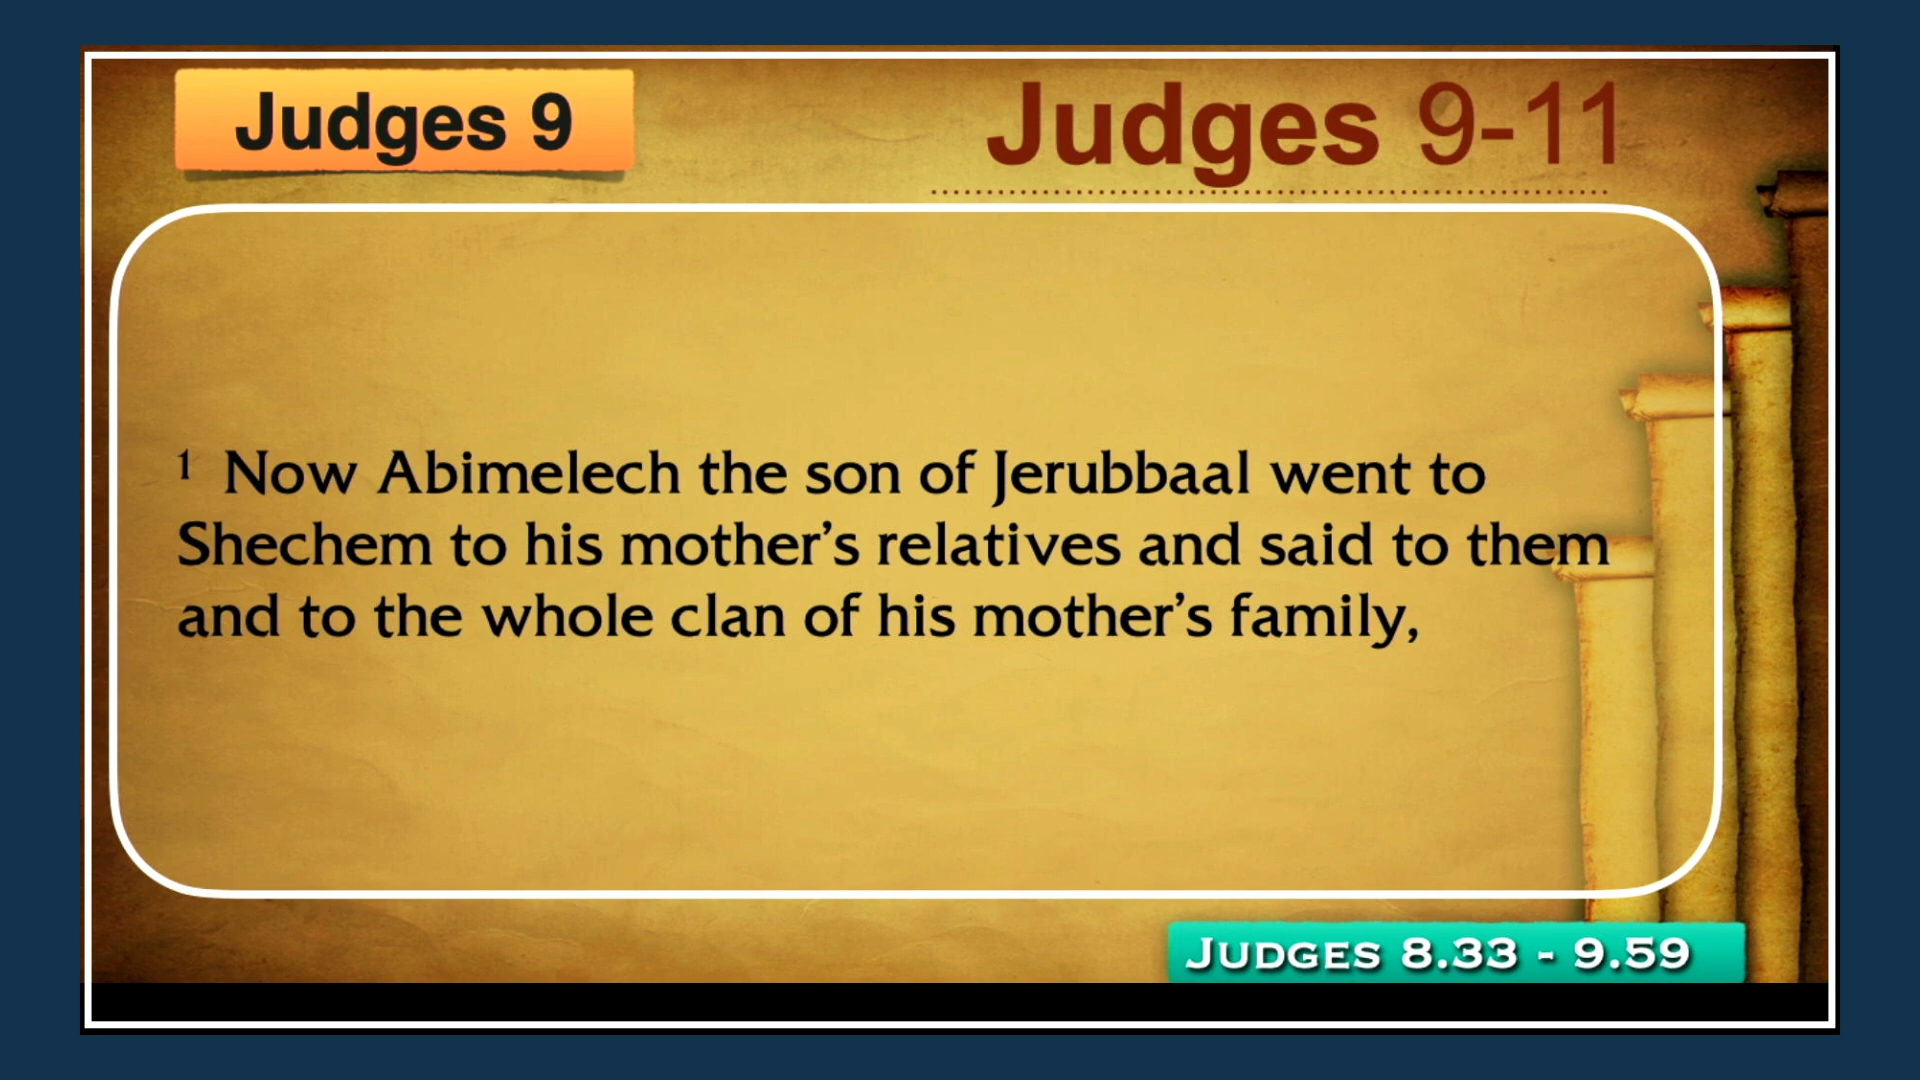 Judges 9
Judges 9-11
1 Now Abimelech the son of Jerubbaal went to
Shechem to his mother’s relatives and said to them
and to the whole clan of his mother’s family,
Judges 8.33 - 9.59